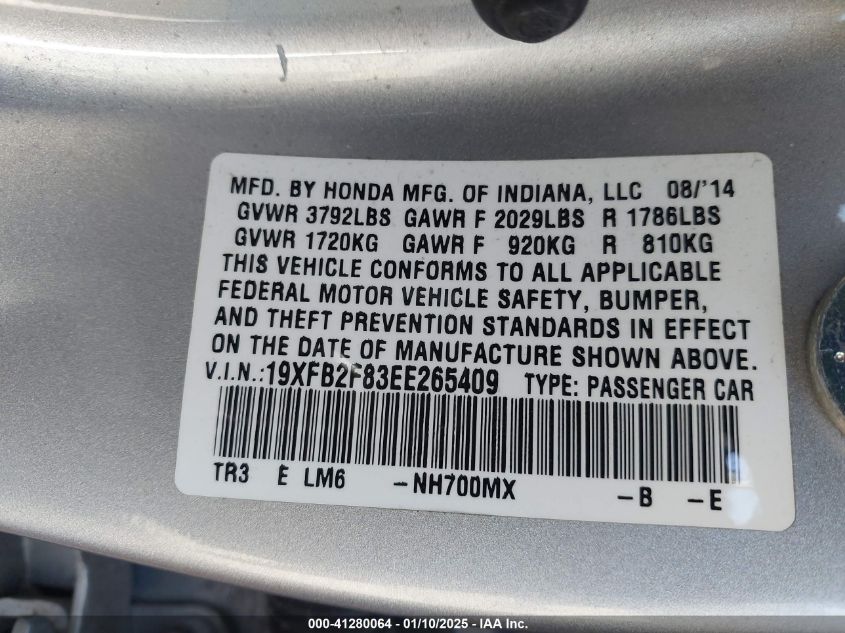 MFD. BY HONDA MFG. OF INDIANA, LLC 08/'14
GVWR 3792LBS GAWR F 2029LBS R 1786LBS
GVWR 1720KG GAWR F 920KG R 810KG
THIS VEHICLE CONFORMS TO ALL APPLICABLE
FEDERAL MOTOR VEHICLE SAFETY, BUMPER,
AND THEFT PREVENTION STANDARDS IN EFFECT
ON THE DATE OF MANUFACTURE SHOWN ABOVE.
V.I.N.:19XFB2F83EE265409 TYPE: PASSENGER CAR
TR3 E LM6 -NH700MX -B -E
000-41280064 - 01/10/2025 - IAA Inc.